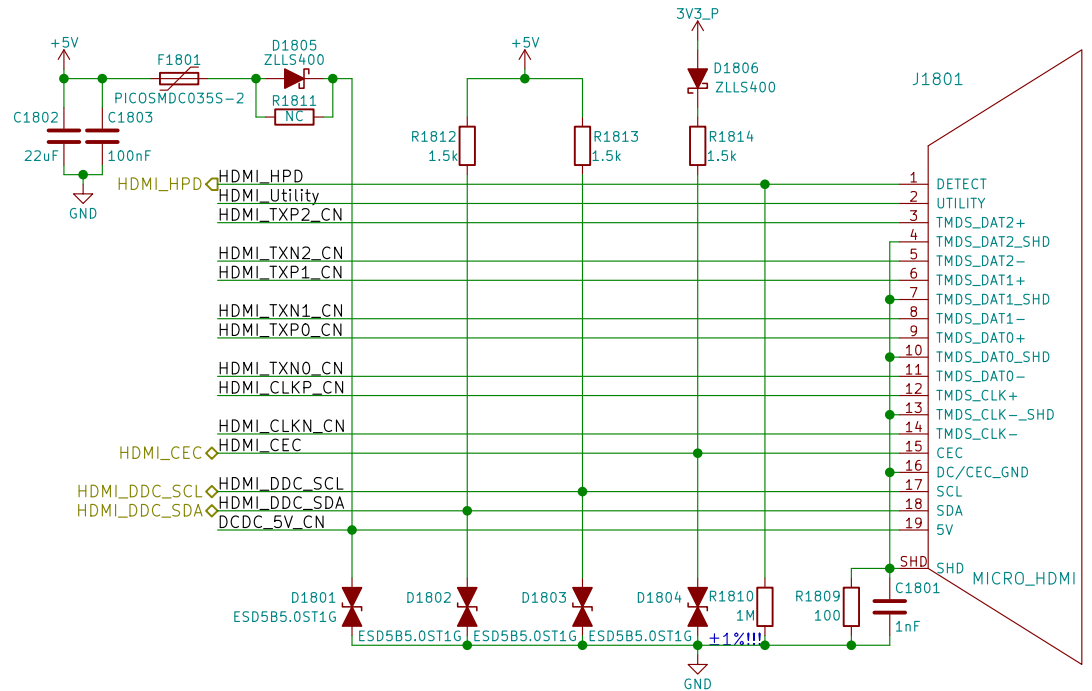 3V3_P
+5V
D1805
ZLLS400
+5V
F1801
D1806
ZLLS400
J1801
PICOSMDC035S-2
R1811
NC
C1802
22uF
C1803
100nF
R1812
1.5k
R1813
1.5k
R1814
1.5k
GND
HDMI_HPD
HDMI_HPD
1
DETECT
HDMI_Utility
2
UTILITY
HDMI_TXP2_CN
3
TMDS_DAT2+
4
TMDS_DAT2_SHD
HDMI_TXN2_CN
5
TMDS_DAT2-
HDMI_TXP1_CN
6
TMDS_DAT1+
7
TMDS_DAT1_SHD
HDMI_TXN1_CN
8
TMDS_DAT1-
HDMI_TXP0_CN
9
TMDS_DAT0+
10
TMDS_DAT0_SHD
HDMI_TXN0_CN
11
TMDS_DAT0-
HDMI_CLKP_CN
12
TMDS_CLK+
13
TMDS_CLK-_SHD
HDMI_CLKN_CN
14
TMDS_CLK-
HDMI_CEC
HDMI_CEC
15
CEC
16
DC/CEC_GND
HDMI_DDC_SCL
HDMI_DDC_SCL
17
SCL
HDMI_DDC_SDA
HDMI_DDC_SDA
18
SDA
DCDC_5V_CN
19
5V
SHD
SHD
MICRO_HDMI
D1801
ESD5B5.0ST1G
D1802
ESD5B5.0ST1G
D1803
ESD5B5.0ST1G
D1804
ESD5B5.0ST1G
R1810
1M
±1%!!!
R1809
100
C1801
1nF
GND